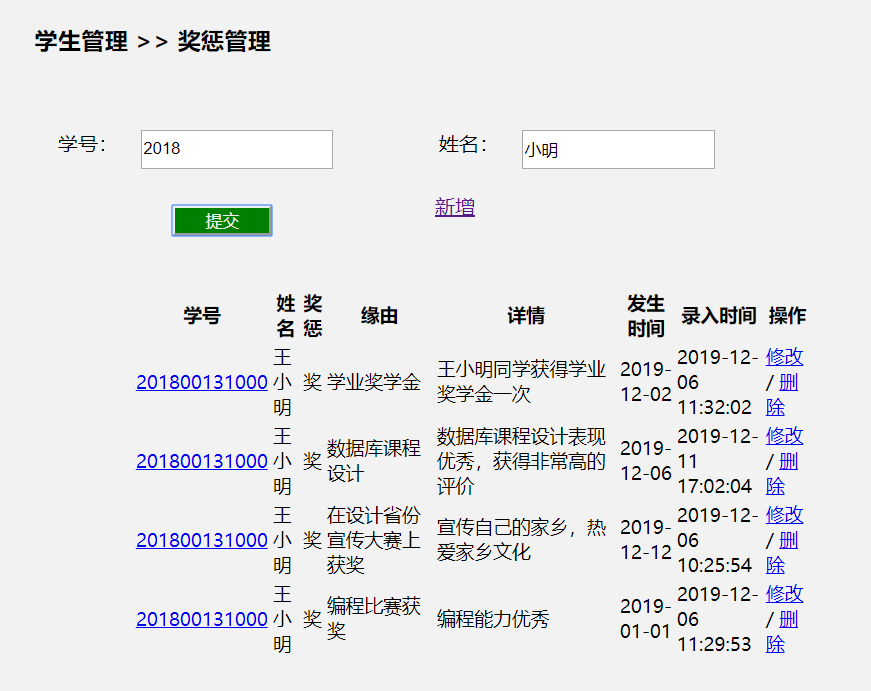 学生管理 >> 奖惩管理
学号： 2018 姓名： 小明
提交 新增
学号 姓名 奖惩 缘由 详情 发生时间 录入时间 操作
201800131000 王小明 奖 学业奖学金 王小明同学获得学业奖学金一次 2019-12-02 2019-12-06 11:32:02 修改 / 删除
201800131000 王小明 奖 数据库课程设计 数据库课程设计表现优秀，获得非常高的评价 2019-12-06 2019-12-11 17:02:04 修改 / 删除
201800131000 王小明 奖 在设计省份宣传大赛上获奖 宣传自己的家乡，热爱家乡文化 2019-12-12 2019-12-06 10:25:54 修改 / 删除
201800131000 王小明 奖 编程比赛获奖 编程能力优秀 2019-01-01 2019-12-06 11:29:53 修改 / 删除